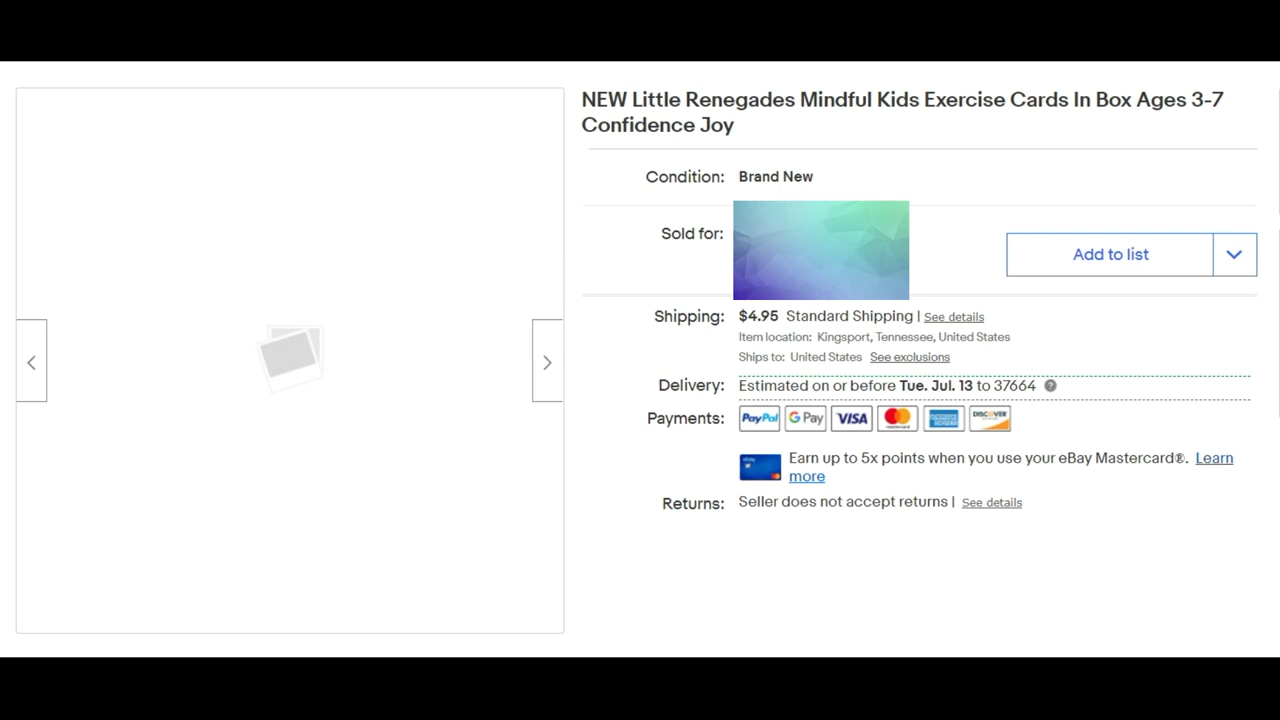 NEW Little Renegades Mindful Kids Exercise Cards In Box Ages 3-7
Confidence Joy
Condition: Brand New
Sold for:
Add to list
Shipping: $4.95 Standard Shipping | See details
Item location: Kingsport, Tennessee, United States
Ships to: United States See exclusions
Delivery: Estimated on or before Tue. Jul. 13 to 37664 ?
Payments: PayPal G Pay VISA mastercard AMERICAN EXPRESS DISCOVER
ebay
Earn up to 5x points when you use your eBay Mastercard®. Learn
more
Returns: Seller does not accept returns | See details